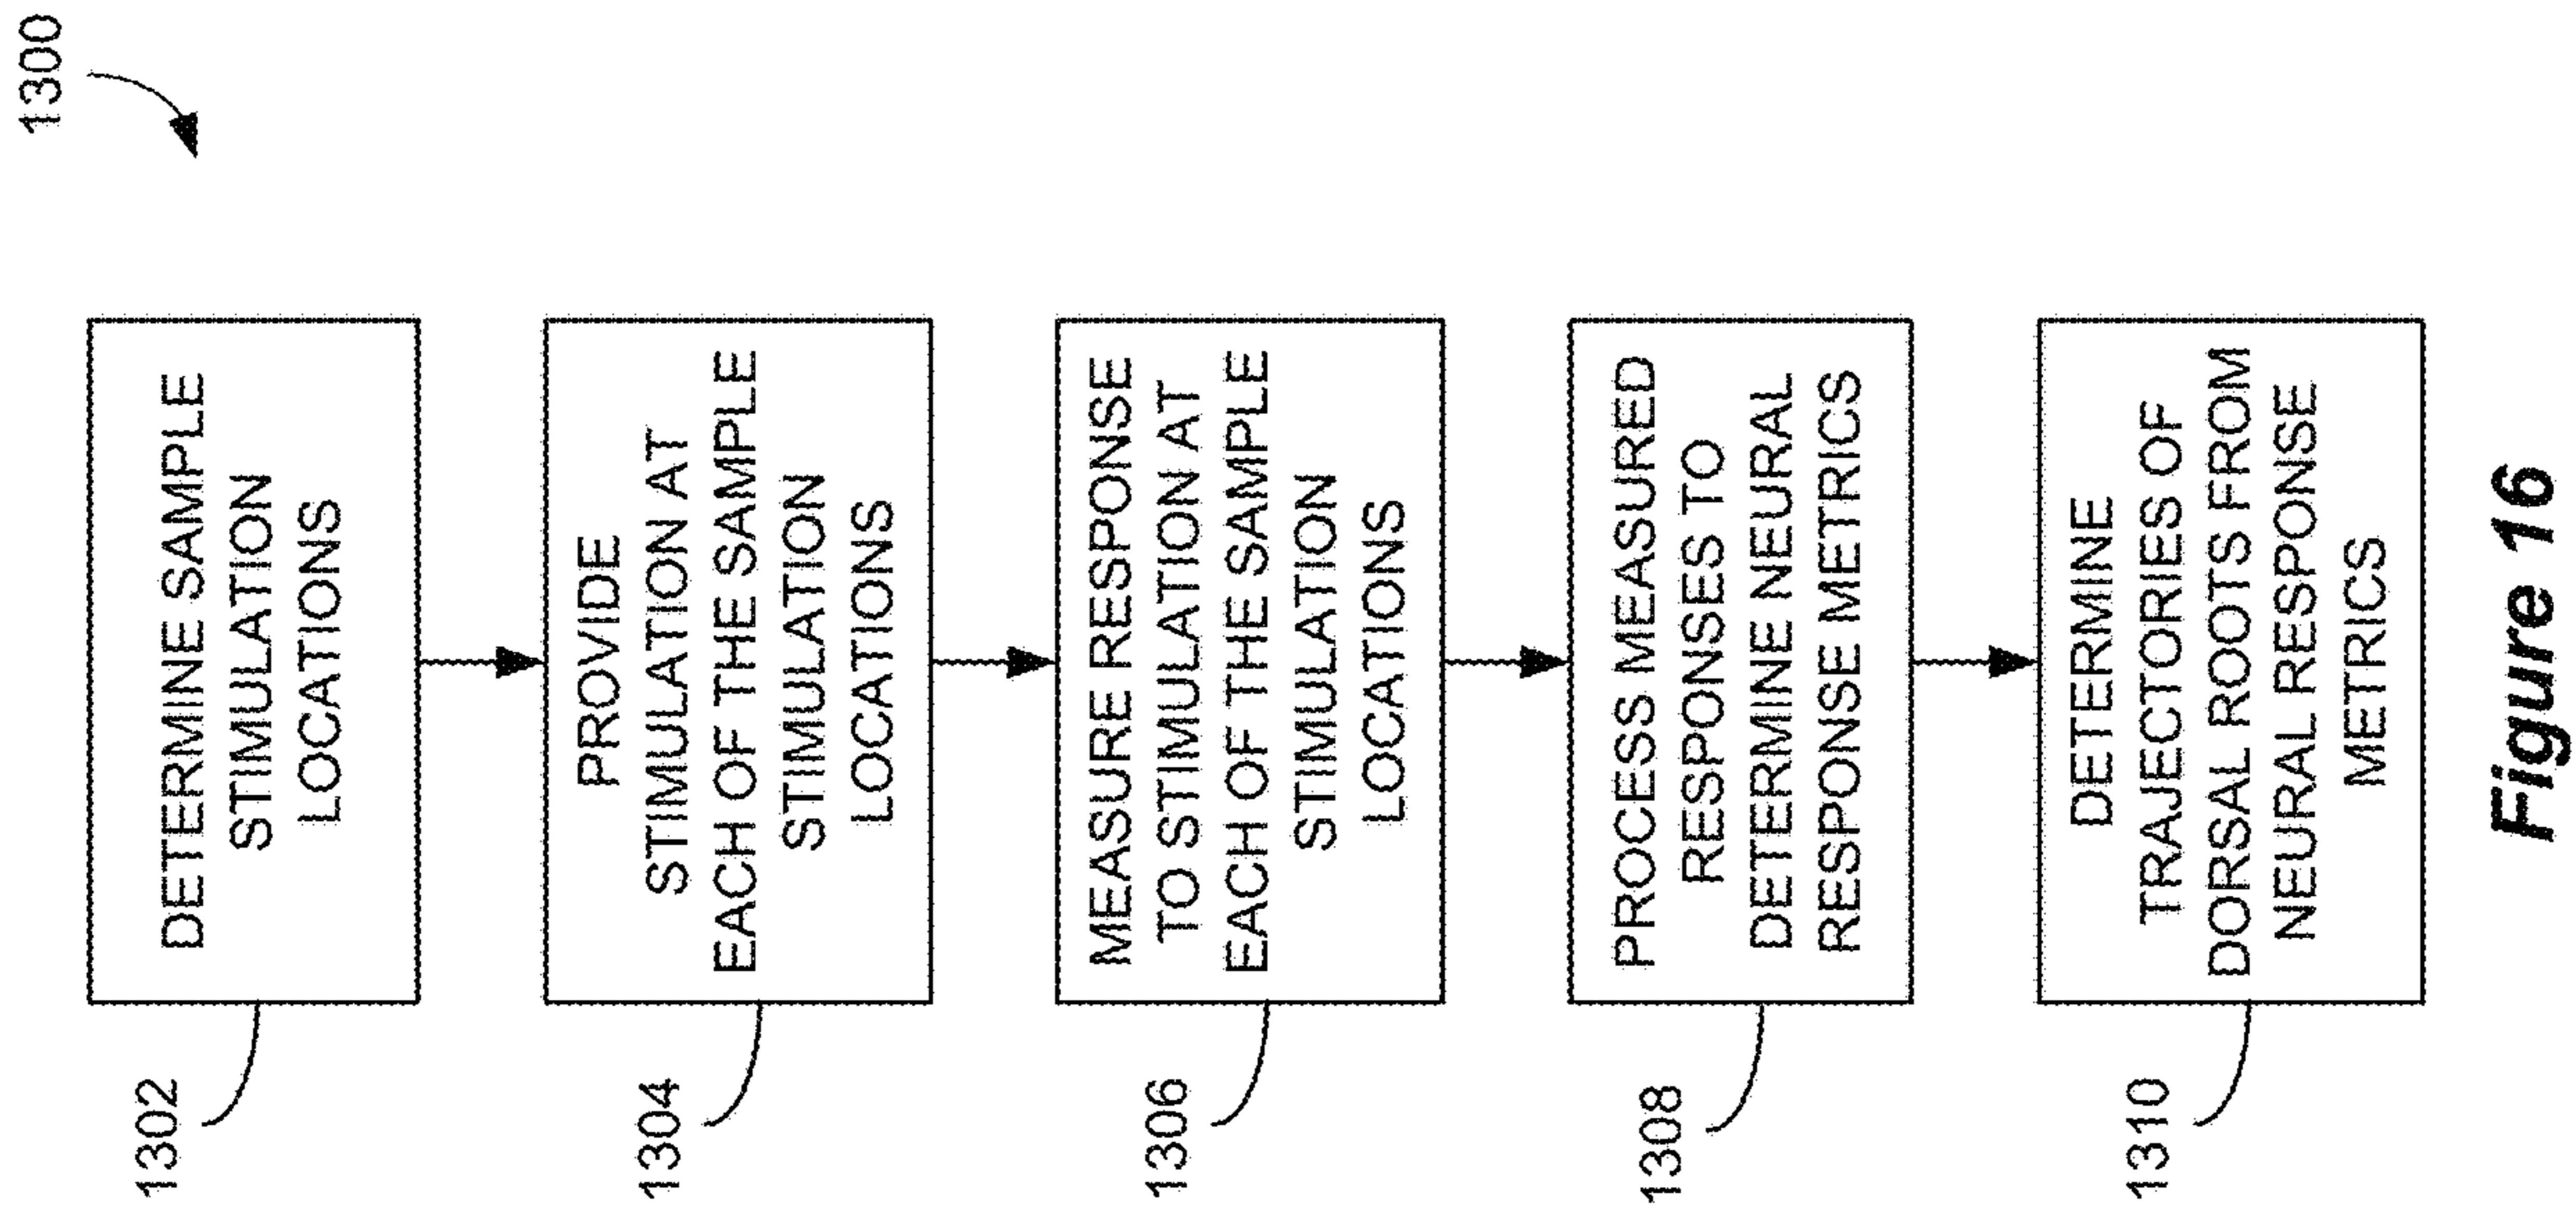 1300
1302
DETERMINE SAMPLE
STIMULATION
LOCATIONS
1304
PROVIDE
STIMULATION AT
EACH OF THE SAMPLE
STIMULATION
LOCATIONS
1306
MEASURE RESPONSE
TO STIMULATION AT
EACH OF THE SAMPLE
STIMULATION
LOCATIONS
1308
PROCESS MEASURED
RESPONSES TO
DETERMINE NEURAL
RESPONSE METRICS
1310
DETERMINE
TRAJECTORIES OF
DORSAL ROOTS FROM
NEURAL RESPONSE
METRICS
Figure 16